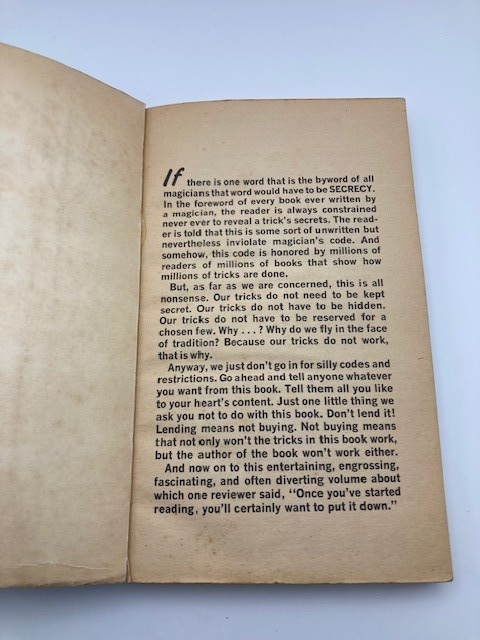 If there is one word that is the byword of all
magicians that word would have to be SECRECY.
In the foreword of every book ever written by
a magician, the reader is always constrained
never ever to reveal a trick's secrets. The read-
er is told that this is some sort of unwritten but
nevertheless inviolate magician's code. And
somehow, this code is honored by millions of
readers of millions of books that show how
millions of tricks are done.
But, as far as we are concerned, this is all
nonsense. Our tricks do not need to be kept
secret. Our tricks do not have to be hidden.
Our tricks do not have to be reserved for a
chosen few. Why . . . ? Why do we fly in the face
of tradition? Because our tricks do not work,
that is why.
Anyway, we just don't go in for silly codes and
restrictions. Go ahead and tell anyone whatever
you want from this book. Tell them all you like
to your heart's content. Just one little thing we
ask you not to do with this book. Don't lend it!
Lending means not buying. Not buying means
that not only won't the tricks in this book work,
but the author of the book won't work either.
And now on to this entertaining, engrossing,
fascinating, and often diverting volume about
which one reviewer said, "Once you've started
reading, you'll certainly want to put it down."